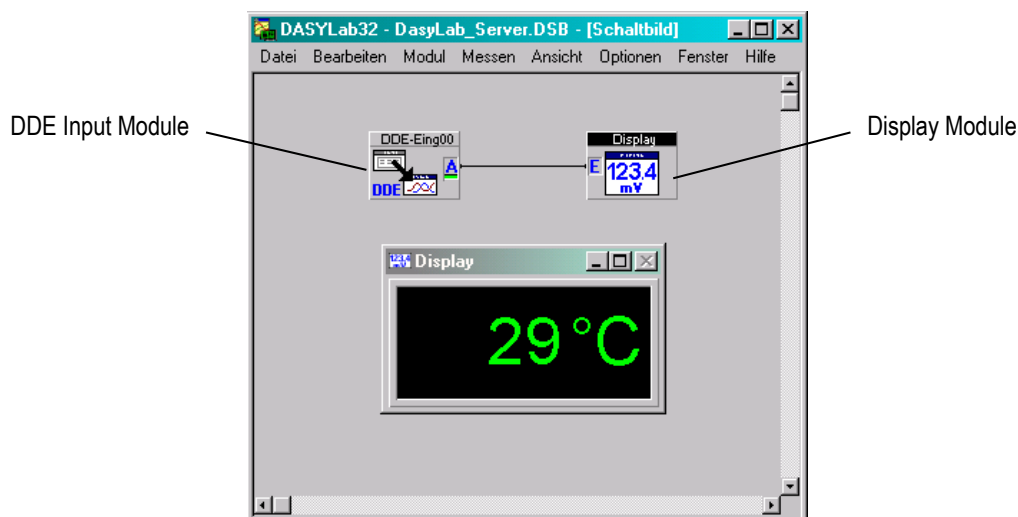 DASYLab32 - DasyLab_Server.DSB - [Schaltbild]
Datei Bearbeiten Modul Messen Ansicht Optionen Fenster Hilfe
DDE Input Module
Display Module
DDE-Eing00
DDE
A
Display
E
123.4
mV
Display
29°C